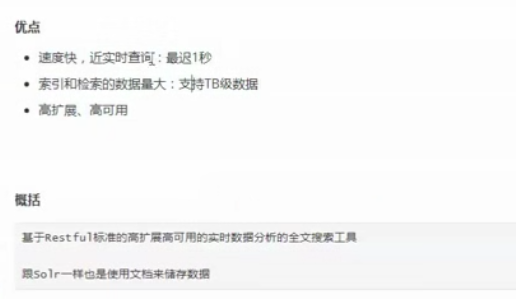 优点
速度快，近实时查询：最迟1秒
索引和检索的数据量大：支持TB级数据
高扩展、高可用
概括
基于Restful标准的高扩展高可用的实时数据分析的全文搜索工具
跟Solr一样也是使用文档来储存数据